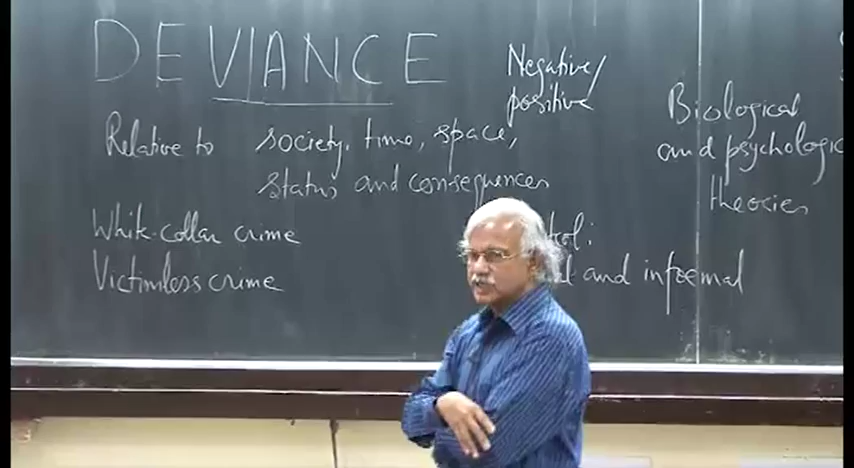 DEVIANCE
Negative/
positive
Relative to society, time, space,
status and consequences
White-collar crime
Victimless crime
and informal
Biological
and psychological
theories